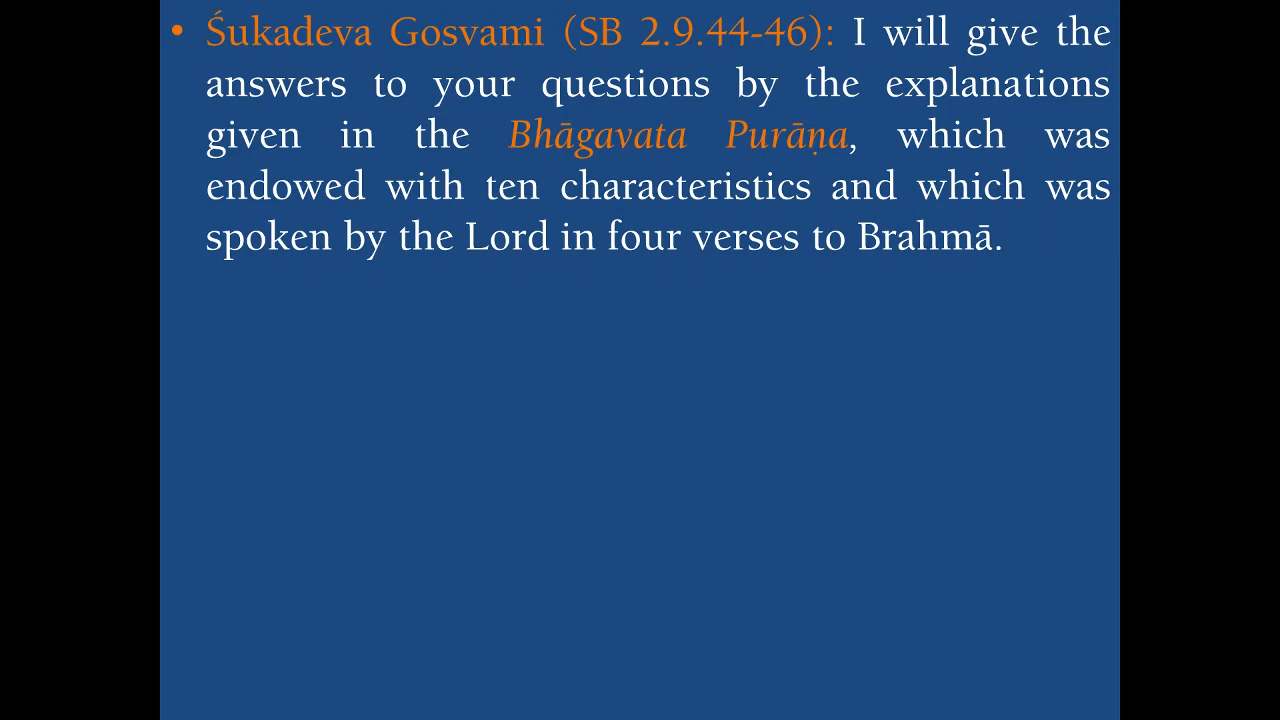 • Śukadeva Gosvami (SB 2.9.44-46): I will give the
answers to your questions by the explanations
given in the Bhāgavata Purāṇa, which was
endowed with ten characteristics and which was
spoken by the Lord in four verses to Brahmā.